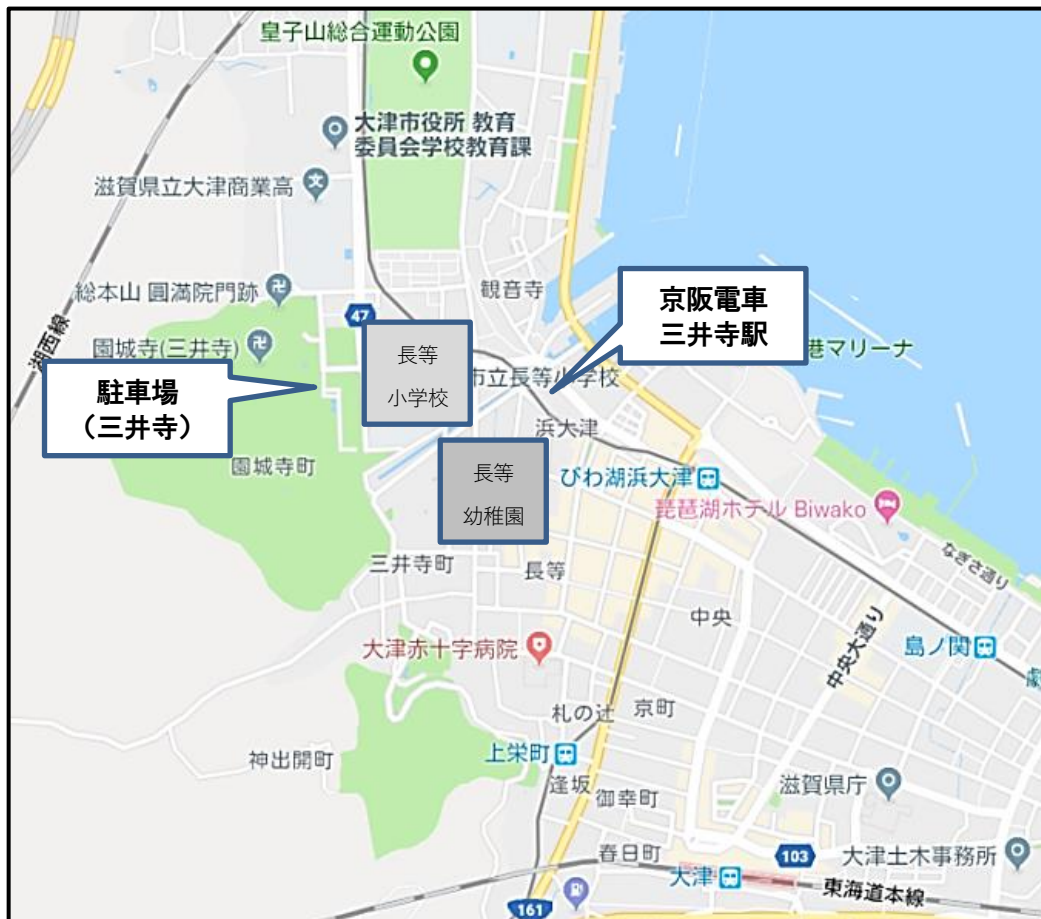 皇子山総合運動公園
大津市役所 教育
委員会学校教育課
滋賀県立大津商業高
総本山 圓満院門跡
観音寺
京阪電車
三井寺駅
湖西線
47
園城寺(三井寺)
長等
小学校
市立長等小学校
港マリーナ
駐車場
(三井寺)
浜大津
園城寺町
長等
幼稚園
びわ湖浜大津
琵琶湖ホテル Biwako
なぎさ通り
三井寺町
長等
中央
中央大通り
島ノ関
大津赤十字病院
札の辻
京町
上栄町
神出開町
逢坂
御幸町
滋賀県庁
春日町
103
大津土木事務所
大津
東海道本線
161